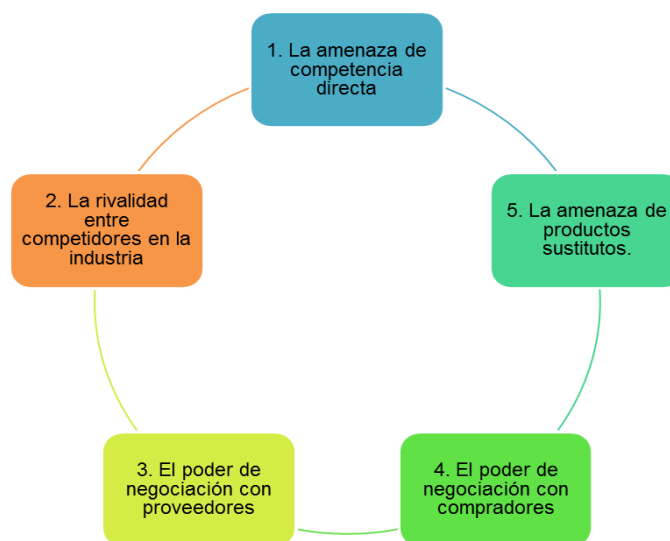 1. La amenaza de
competencia
directa
2. La rivalidad
entre
competidores en la
industria
3. El poder de
negociación con
proveedores
4. El poder de
negociación con
compradores
5. La amenaza de
productos
sustitutos.